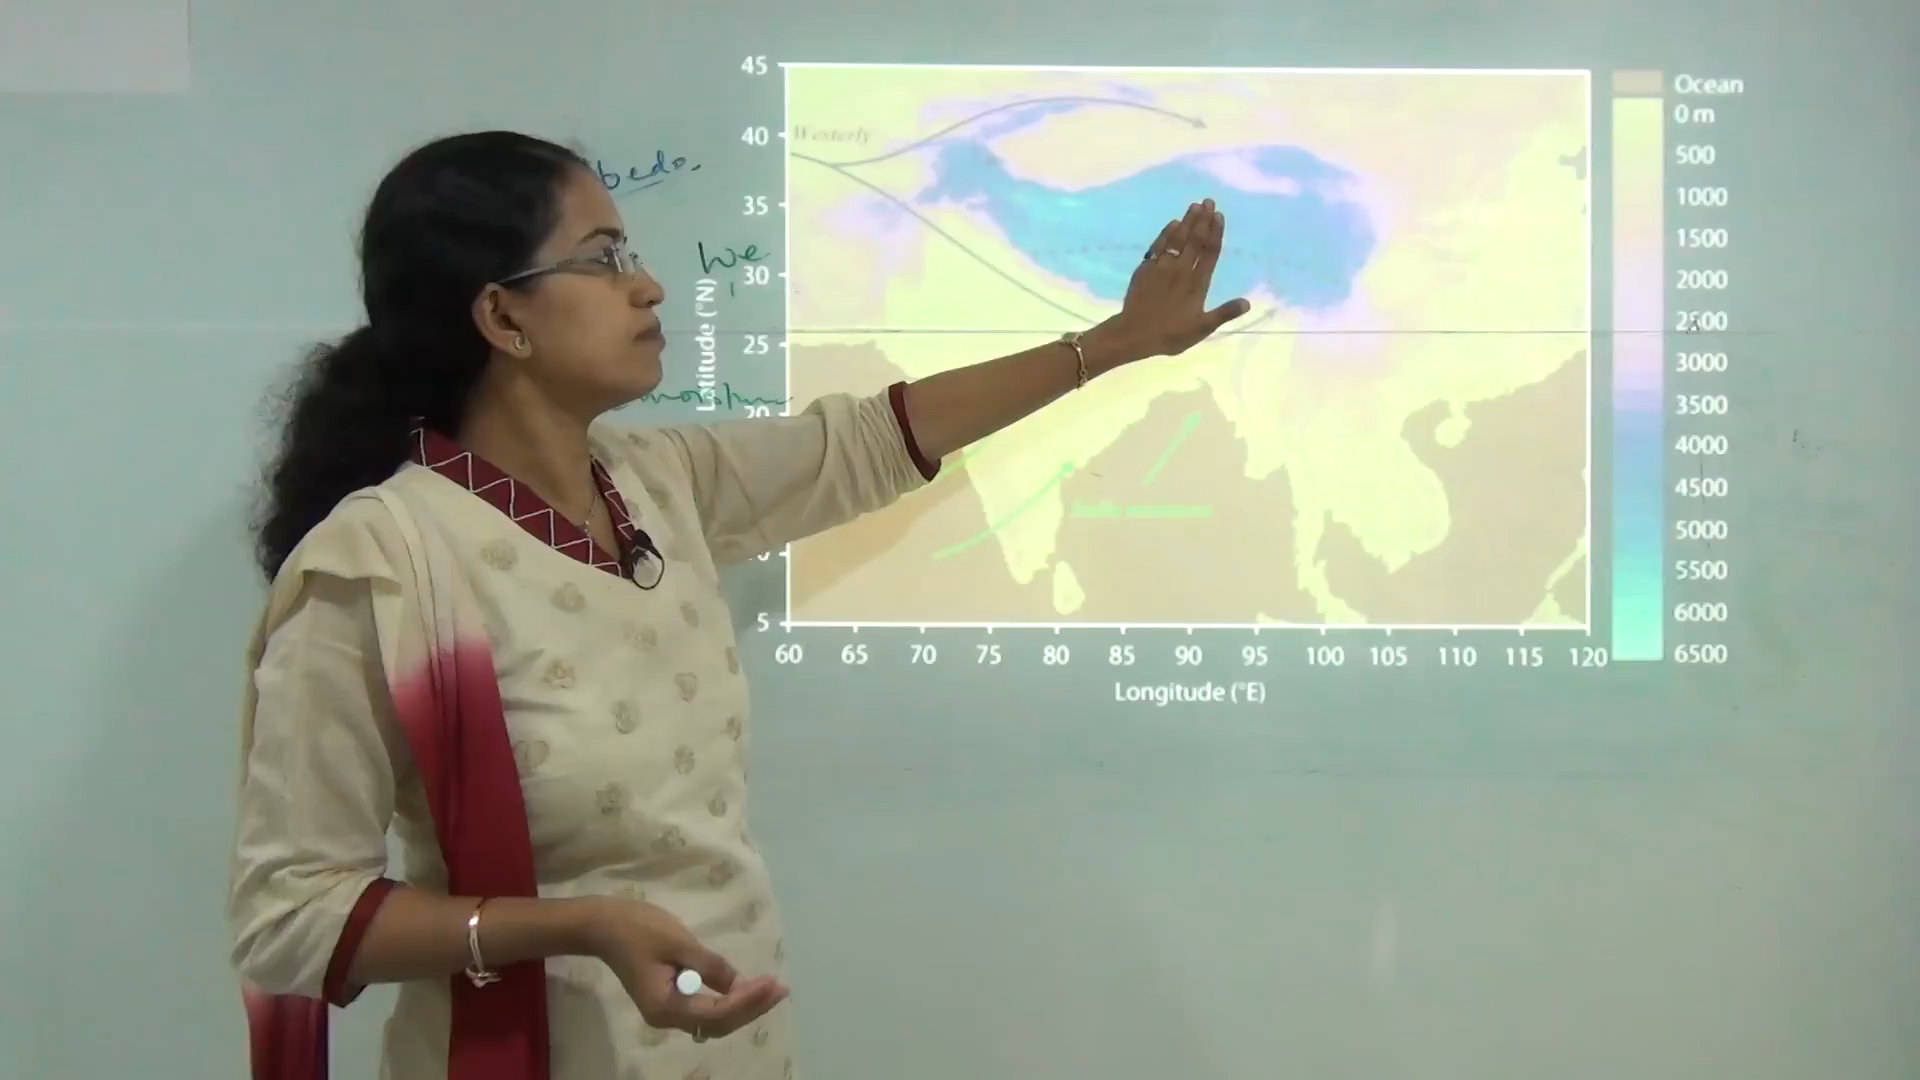 45
40
35
30
25
20
5
60 65 70 75 80 85 90 95 100 105 110 115 120
Latitude (°N)
Longitude (°E)
Westerly
Ocean
0 m
500
1000
1500
2000
2500
3000
3500
4000
4500
5000
5500
6000
6500
bedo.
We